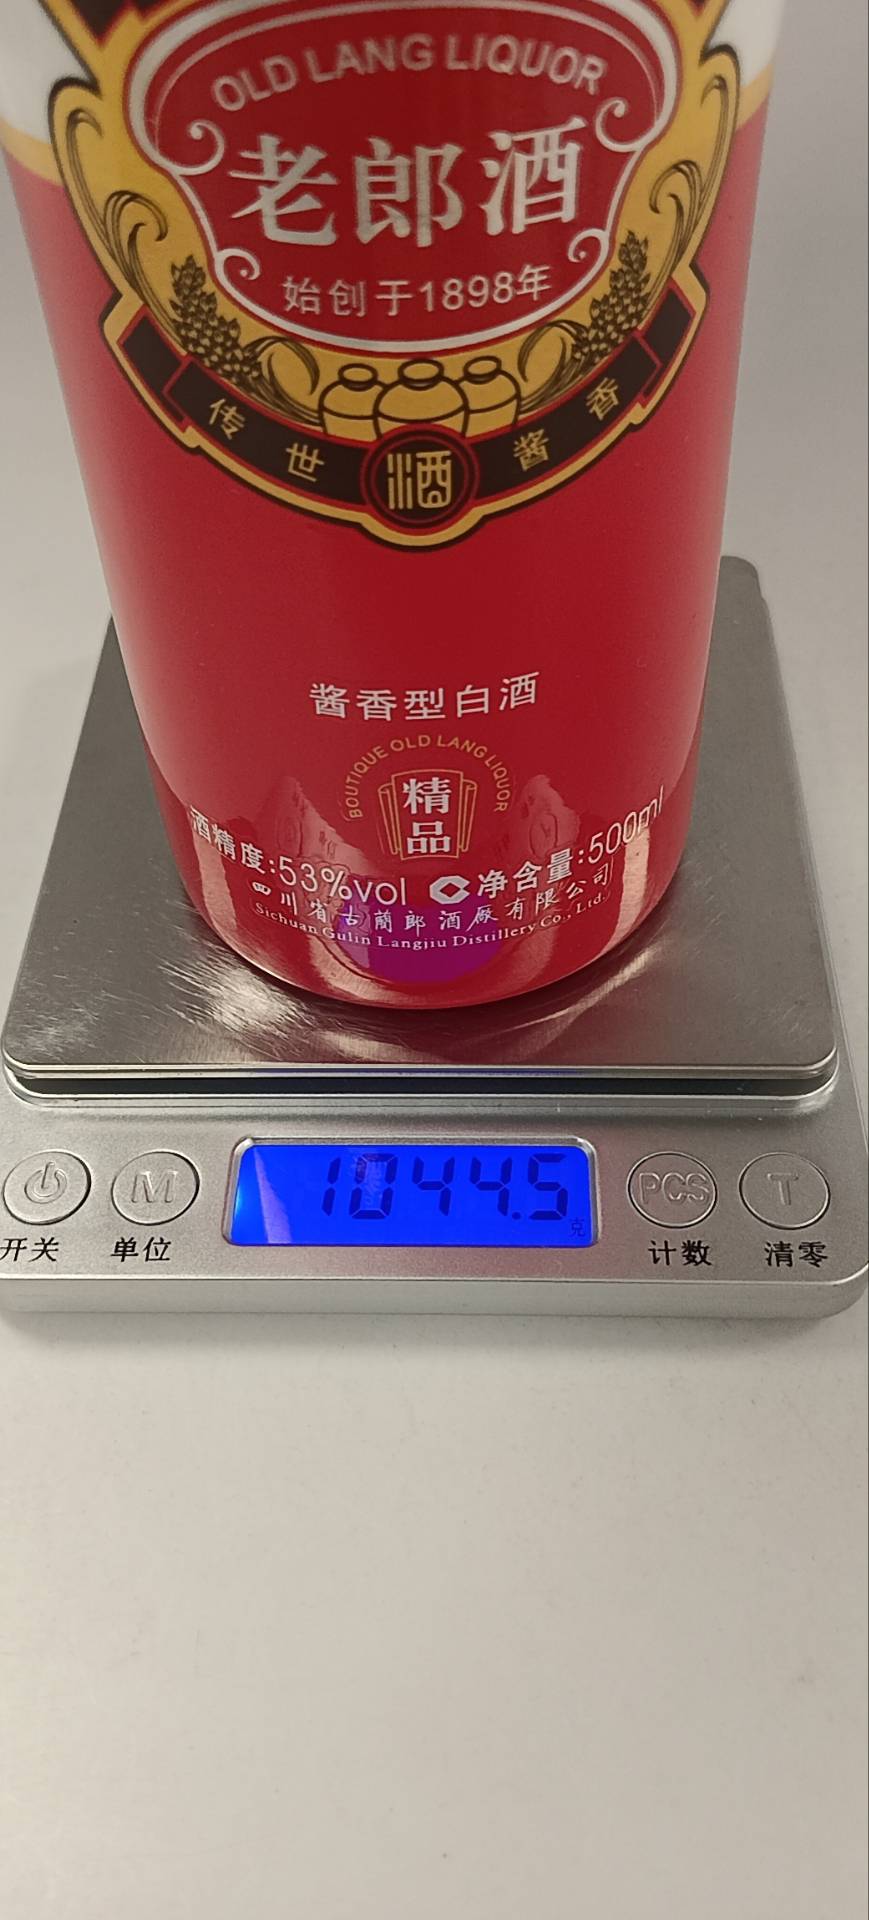 OLD LANG LIQUOR
老郎酒
始创于1898年
传世酒酱香
酱香型白酒
BOUTIQUE OLD LANG LIQUOR
精品
酒精度:53%vol 净含量:500ml
四川省古蔺郎酒厰有限公司
Sichuan Gulin Langjiu Distillery Co., Ltd.
1044.5
克
M PCS T
开关 单位 计数 清零